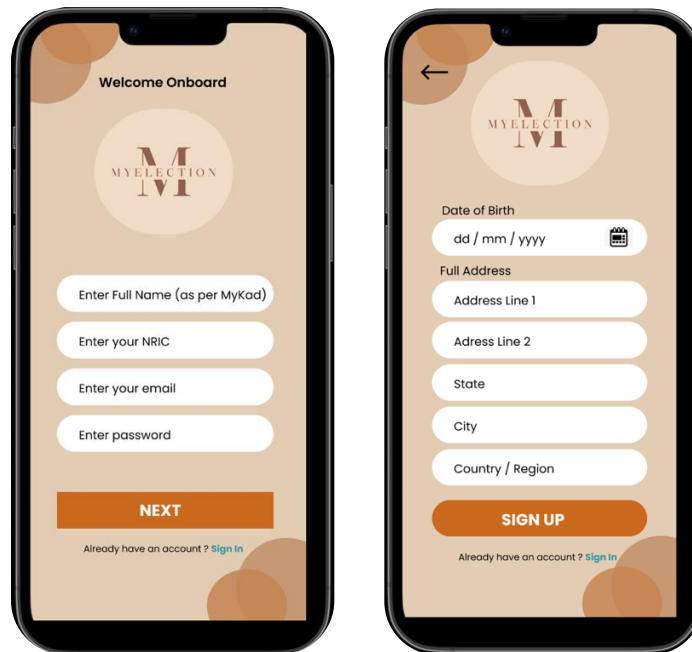 Welcome Onboard
M
MYELECTION
Enter Full Name (as per MyKad)
Enter your NRIC
Enter your email
Enter password
NEXT
Already have an account ? Sign In
M
MYELECTION
Date of Birth
dd / mm / yyyy
Full Address
Address Line 1
Adress Line 2
State
City
Country / Region
SIGN UP
Already have an account ? Sign In